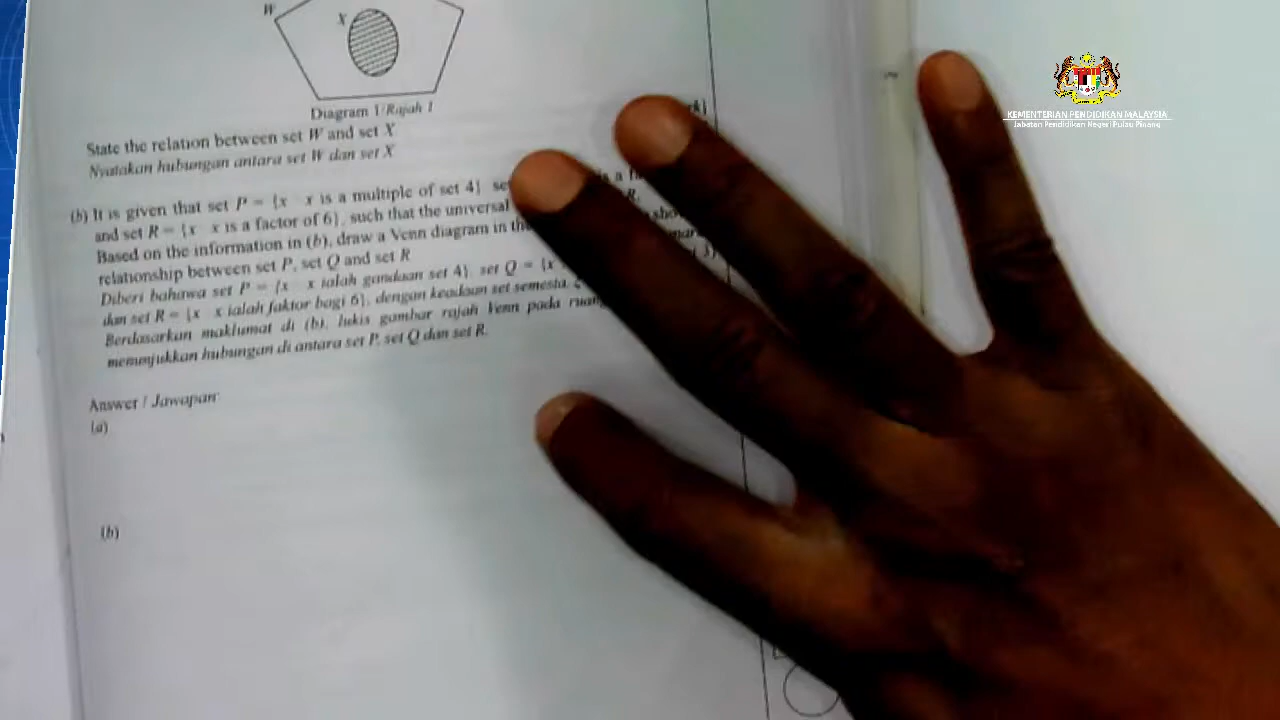 W
X
Diagram 1/Rajah 1
State the relation between set W and set X
Nyatakan hubungan antara set W dan set X
(b) It is given that set P = {x x is a multiple of set 4} is a
and set R = {x x is a factor of 6}, such that the universal R.
Based on the information in (b), draw a Venn diagram in the
relationship between set P, set Q and set R
Diberi bahawa set P = {x x ialah gandaan set 4}, set Q = {x
dan set R = {x x ialah faktor bagi 6}, dengan keadaan set semesta,
Berdasarkan maklumat di (b), lukis gambar rajah Venn pada
menunjukkan hubungan di antara set P, set Q dan set R.
Answer / Jawapan
(a)
(b)
KEMENTERIAN PENDIDIKAN MALAYSIA
Jabatan Pendidikan Negeri Pulau Pinang